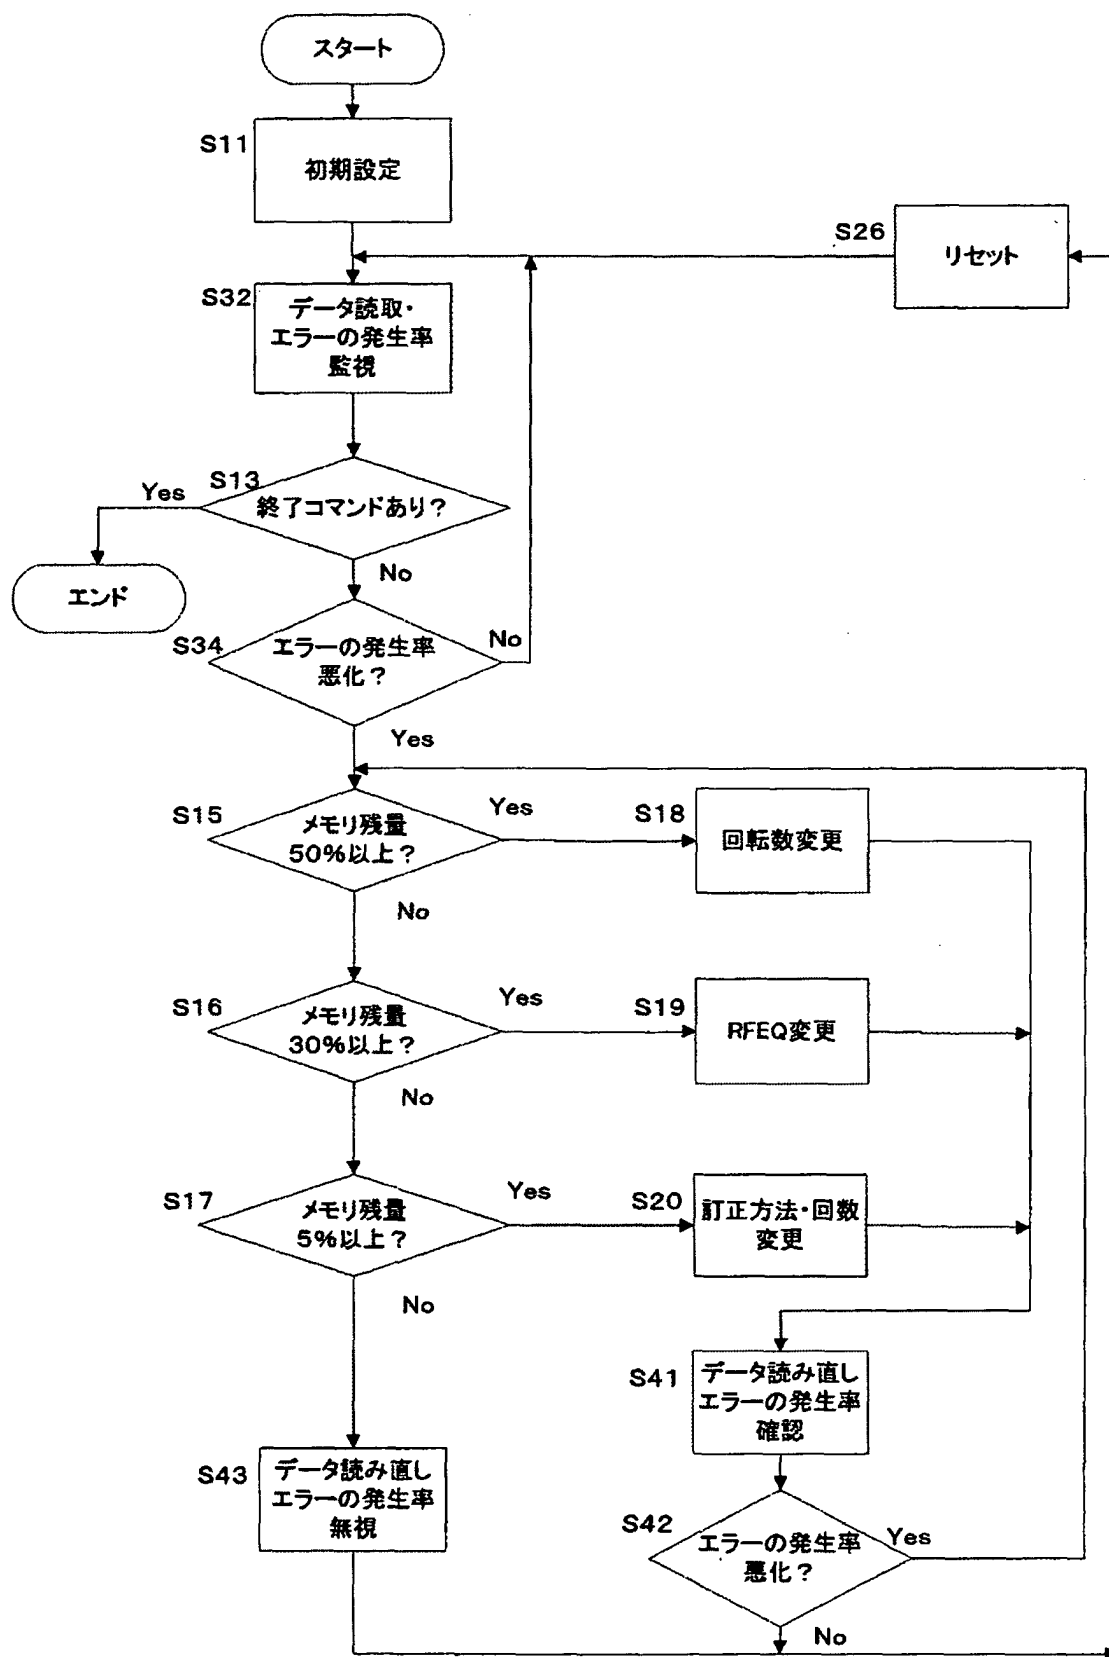 スタート
S11
初期設定
S26
リセット
S32
データ読取・
エラーの発生率
監視
S13
終了コマンドあり?
Yes
No
エンド
S34
エラーの発生率
悪化?
No
Yes
S15
メモリ残量
50%以上?
Yes
No
S18
回転数変更
S16
メモリ残量
30%以上?
Yes
No
S19
RFEQ変更
S17
メモリ残量
5%以上?
Yes
No
S20
訂正方法・回数
変更
S41
データ読み直し
エラーの発生率
確認
S43
データ読み直し
エラーの発生率
無視
S42
エラーの発生率
悪化?
Yes
No